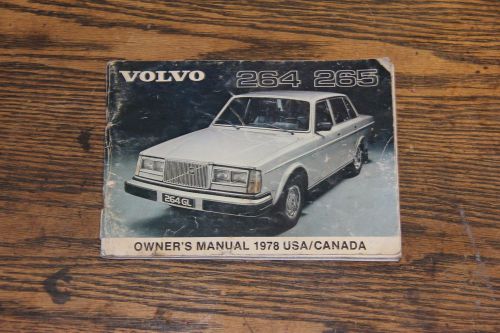 VOLVO 264 265
264 GL
OWNER'S MANUAL 1978 USA/CANADA